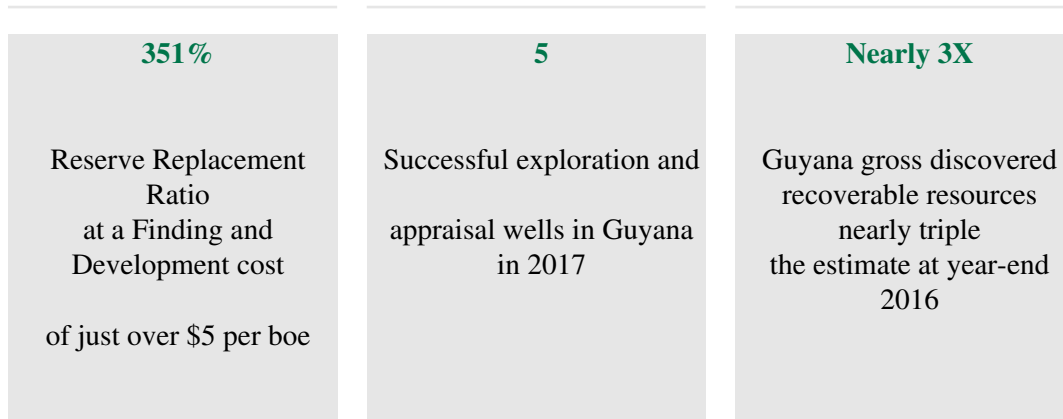 351%
Reserve Replacement
Ratio
at a Finding and
Development cost
of just over $5 per boe
5
Successful exploration and
appraisal wells in Guyana
in 2017
Nearly 3X
Guyana gross discovered
recoverable resources
nearly triple
the estimate at year-end
2016